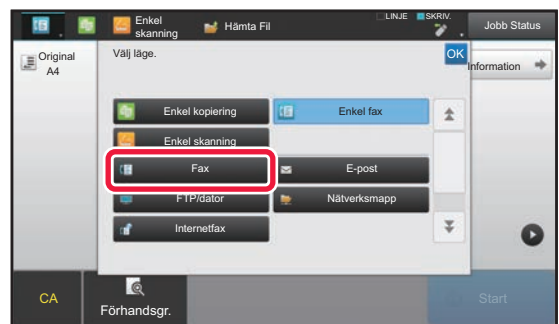 Enkel
skanning
Hämta Fil
LINJE
SKRIV.
Jobb Status
Original
A4
Välj läge.
OK
Information
Enkel kopiering
Enkel fax
Enkel skanning
Fax
E-post
FTP/dator
Nätverksmapp
Internetfax
CA
Förhandsgr.
Start